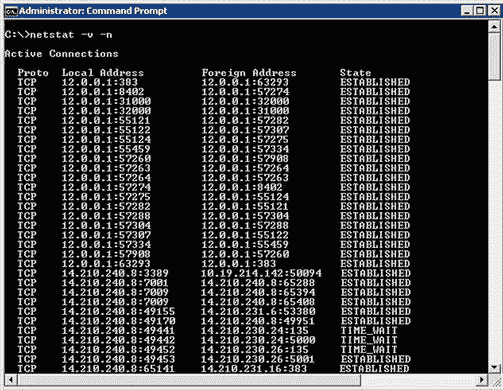 Administrator: Command Prompt
C:\>netstat -v -n
Active Connections
Proto Local Address Foreign Address State
TCP 12.0.0.1:383 12.0.0.1:63293 ESTABLISHED
TCP 12.0.0.1:8402 12.0.0.1:57274 ESTABLISHED
TCP 12.0.0.1:31000 12.0.0.1:32000 ESTABLISHED
TCP 12.0.0.1:32000 12.0.0.1:31000 ESTABLISHED
TCP 12.0.0.1:55121 12.0.0.1:57282 ESTABLISHED
TCP 12.0.0.1:55122 12.0.0.1:57307 ESTABLISHED
TCP 12.0.0.1:55124 12.0.0.1:57275 ESTABLISHED
TCP 12.0.0.1:55459 12.0.0.1:57334 ESTABLISHED
TCP 12.0.0.1:57260 12.0.0.1:57908 ESTABLISHED
TCP 12.0.0.1:57263 12.0.0.1:57264 ESTABLISHED
TCP 12.0.0.1:57264 12.0.0.1:57263 ESTABLISHED
TCP 12.0.0.1:57274 12.0.0.1:8402 ESTABLISHED
TCP 12.0.0.1:57275 12.0.0.1:55124 ESTABLISHED
TCP 12.0.0.1:57282 12.0.0.1:55121 ESTABLISHED
TCP 12.0.0.1:57288 12.0.0.1:57304 ESTABLISHED
TCP 12.0.0.1:57304 12.0.0.1:57288 ESTABLISHED
TCP 12.0.0.1:57307 12.0.0.1:55122 ESTABLISHED
TCP 12.0.0.1:57334 12.0.0.1:55459 ESTABLISHED
TCP 12.0.0.1:57908 12.0.0.1:57260 ESTABLISHED
TCP 12.0.0.1:63293 12.0.0.1:383 ESTABLISHED
TCP 14.210.240.8:3389 10.19.214.142:50094 ESTABLISHED
TCP 14.210.240.8:7001 14.210.240.8:65288 ESTABLISHED
TCP 14.210.240.8:7009 14.210.240.8:65394 ESTABLISHED
TCP 14.210.240.8:7009 14.210.240.8:65408 ESTABLISHED
TCP 14.210.240.8:49155 14.210.231.6:53380 ESTABLISHED
TCP 14.210.240.8:49170 14.210.240.8:49951 ESTABLISHED
TCP 14.210.240.8:49441 14.210.230.24:135 TIME_WAIT
TCP 14.210.240.8:49442 14.210.230.24:5000 TIME_WAIT
TCP 14.210.240.8:49452 14.210.230.26:135 TIME_WAIT
TCP 14.210.240.8:49453 14.210.230.26:5001 ESTABLISHED
TCP 14.210.240.8:65141 14.210.231.16:383 ESTABLISHED